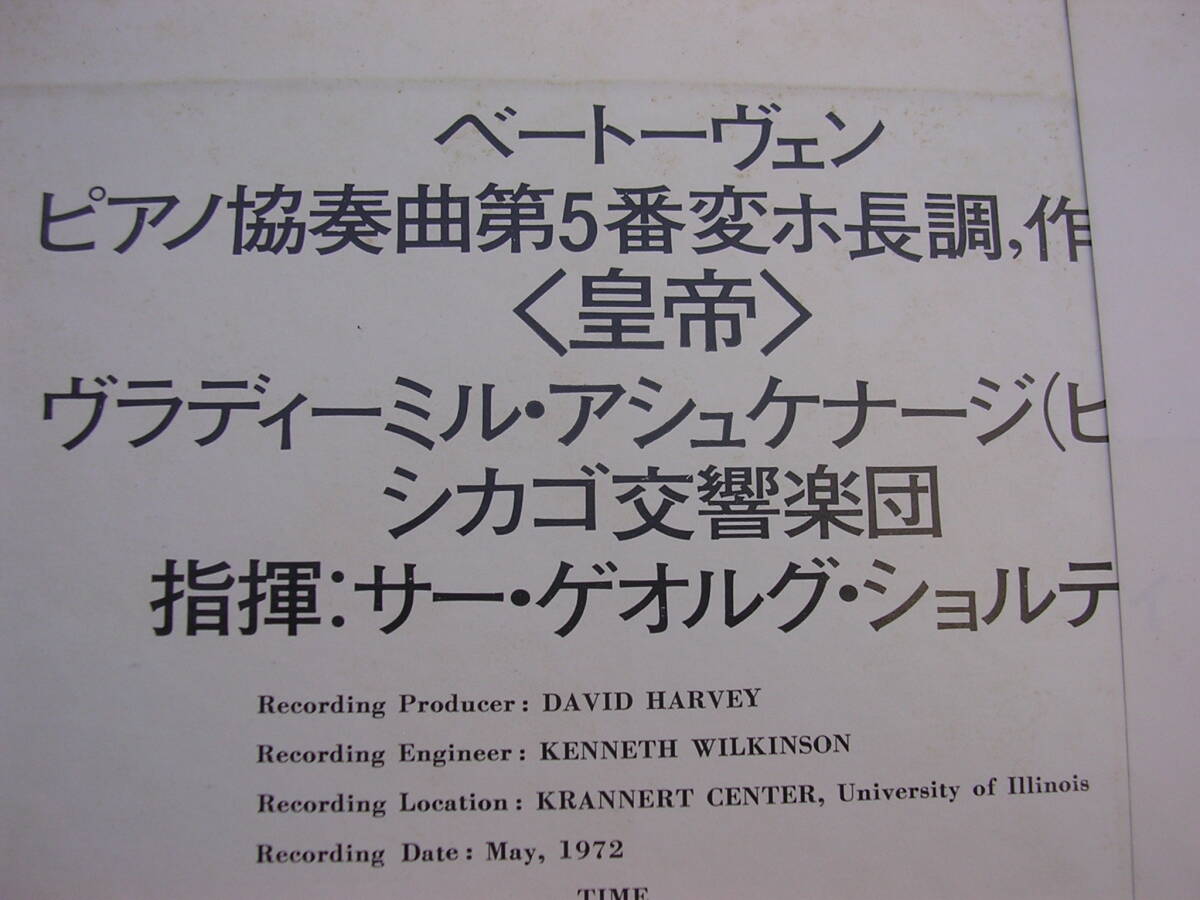 ベートーヴェン
ピアノ協奏曲第5番変ホ長調,作
〈皇帝〉
ヴラディーミル・アシュケナージ(ピ
シカゴ交響楽団
指揮:サー・ゲオルグ・ショルテ
Recording Producer: DAVID HARVEY
Recording Engineer: KENNETH WILKINSON
Recording Location: KRANNERT CENTER, University of Illinois
Recording Date: May, 1972
TIME